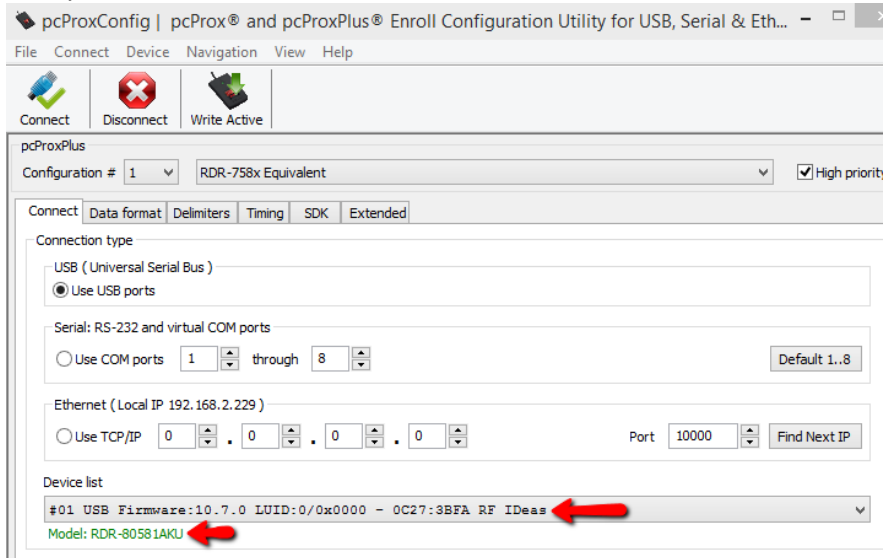 pcProxConfig | pcProx® and pcProxPlus® Enroll Configuration Utility for USB, Serial & Eth...
File Connect Device Navigation View Help
Connect Disconnect Write Active
pcProxPlus
Configuration # 1 RDR-758x Equivalent High priority
Connect Data format Delimiters Timing SDK Extended
Connection type
USB ( Universal Serial Bus )
Use USB ports
Serial: RS-232 and virtual COM ports
Use COM ports 1 through 8 Default 1..8
Ethernet ( Local IP 192.168.2.229 )
Use TCP/IP 0 . 0 . 0 . 0 Port 10000 Find Next IP
Device list
#01 USB Firmware:10.7.0 LUID:0/0x0000 - 0C27:3BFA RF IDeas
Model: RDR-80581AKU